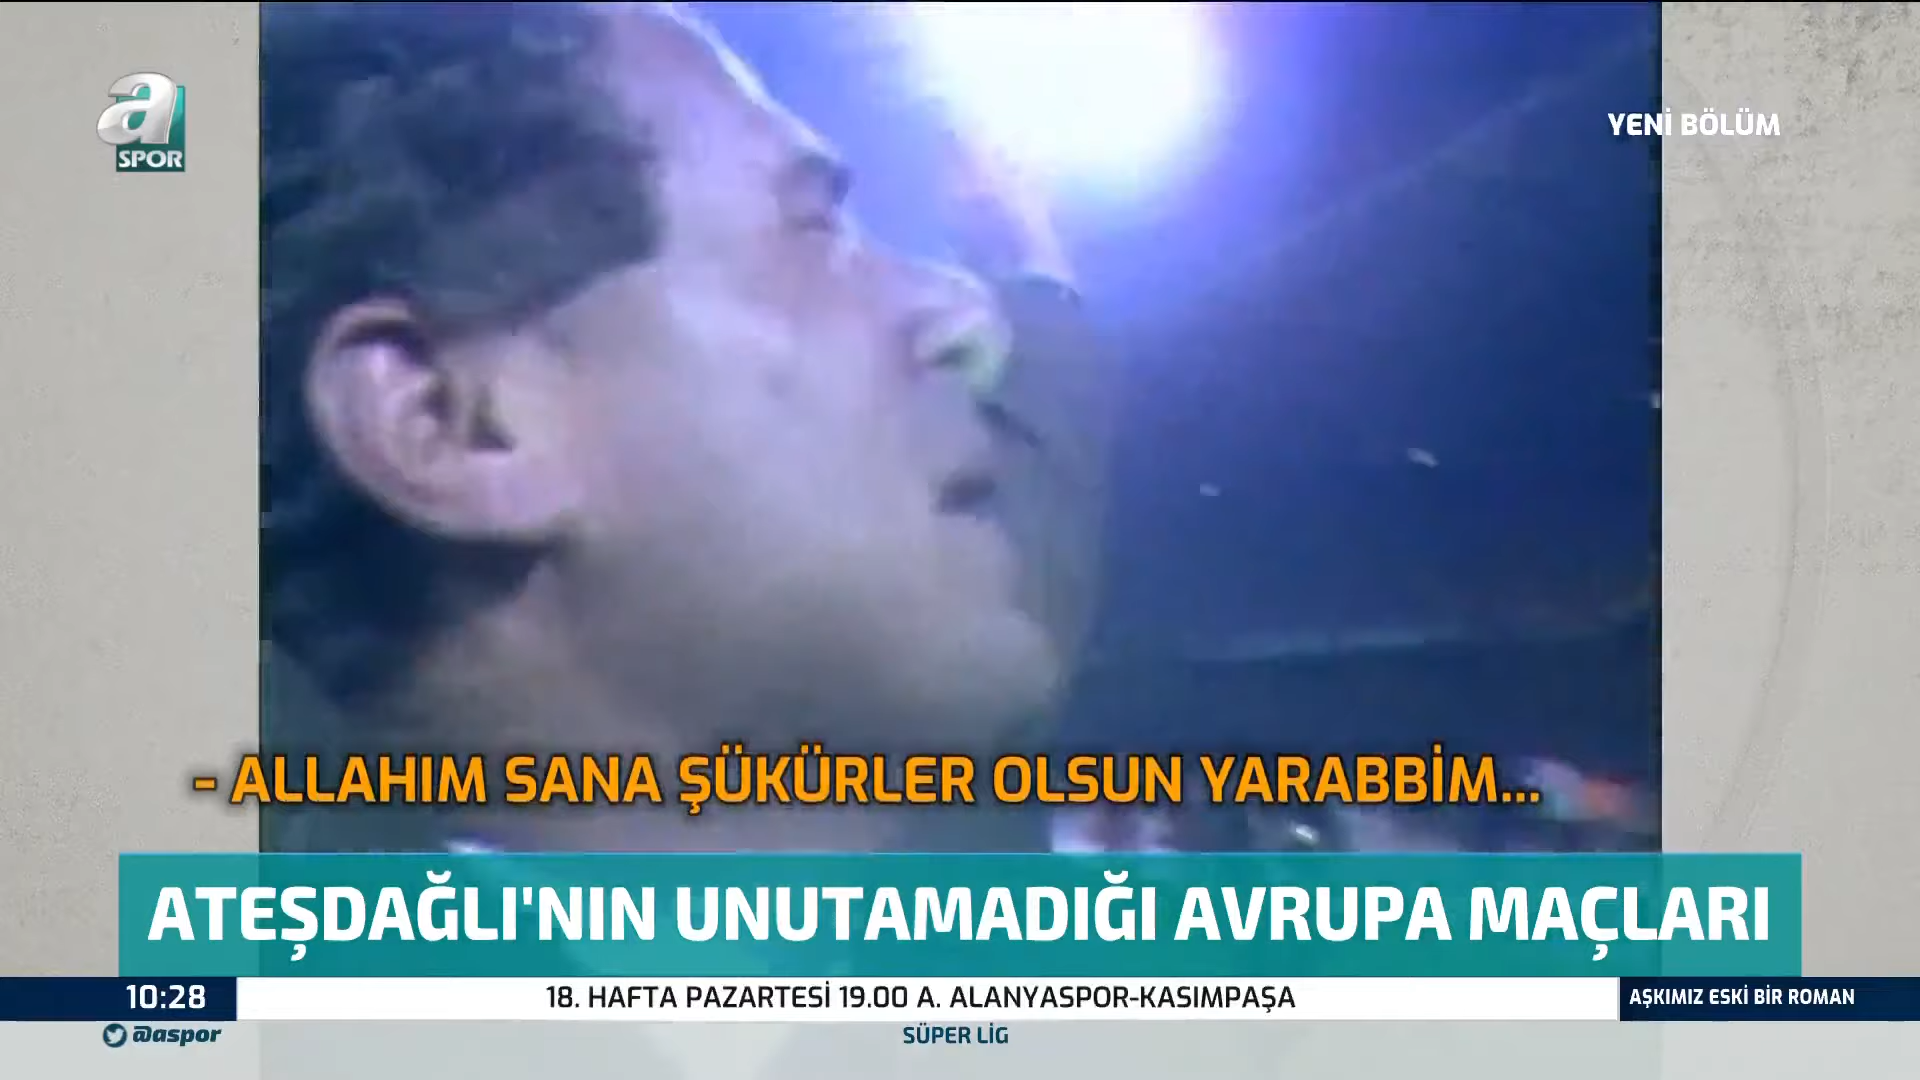 a
SPOR
YENİ BÖLÜM
- ALLAHIM SANA ŞÜKÜRLER OLSUN YARABBİM...
ATEŞDAĞLI'NIN UNUTAMADIĞI AVRUPA MAÇLARI
10:28
18. HAFTA PAZARTESİ 19.00 A. ALANYASPOR-KASIMPAŞA
AŞKIMIZ ESKİ BİR ROMAN
@aspor
SÜPER LİG